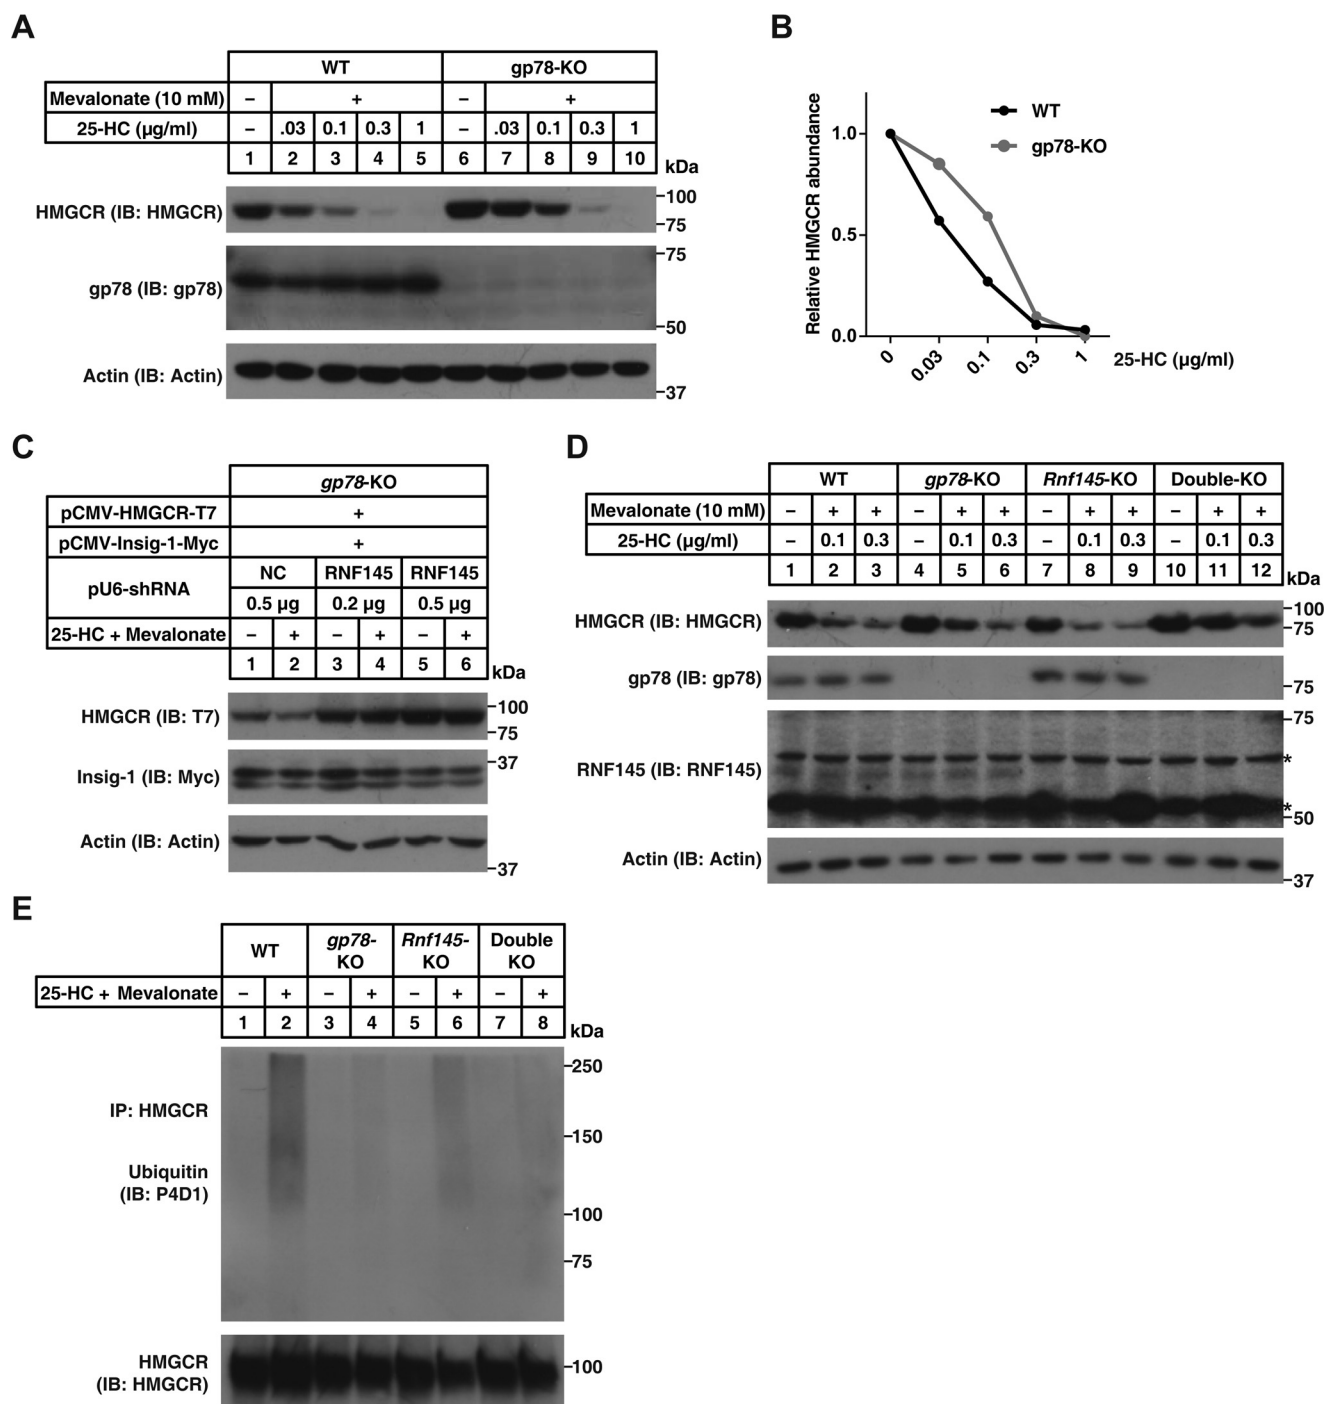 A
WT gp78-KO
Mevalonate (10 mM) – + – +
25-HC (µg/ml) – .03 0.1 0.3 1 – .03 0.1 0.3 1
1 2 3 4 5 6 7 8 9 10 kDa
HMGCR (IB: HMGCR) 100
75
gp78 (IB: gp78) 75
50
Actin (IB: Actin) 37
B
Relative HMGCR abundance
1.0
0.5
0.0
WT
gp78-KO
0 0.03 0.1 0.3 1 25-HC (µg/ml)
C
gp78-KO
pCMV-HMGCR-T7 +
pCMV-Insig-1-Myc +
pU6-shRNA NC RNF145 RNF145
0.5 µg 0.2 µg 0.5 µg
25-HC + Mevalonate – + – + – +
1 2 3 4 5 6 kDa
HMGCR (IB: T7) 100
75
Insig-1 (IB: Myc) 37
Actin (IB: Actin)
37
D
WT gp78-KO Rnf145-KO Double-KO
Mevalonate (10 mM) – + + – + + – + + – + +
25-HC (µg/ml) – 0.1 0.3 – 0.1 0.3 – 0.1 0.3 – 0.1 0.3
1 2 3 4 5 6 7 8 9 10 11 12 kDa
HMGCR (IB: HMGCR) 100
75
gp78 (IB: gp78) 75
75
RNF145 (IB: RNF145) *
*
50
Actin (IB: Actin) 37
E
WT gp78- Rnf145- Double
KO KO KO
25-HC + Mevalonate – + – + – + – +
1 2 3 4 5 6 7 8 kDa
250
IP: HMGCR
150
Ubiquitin
(IB: P4D1)
100
75
HMGCR 100
(IB: HMGCR)